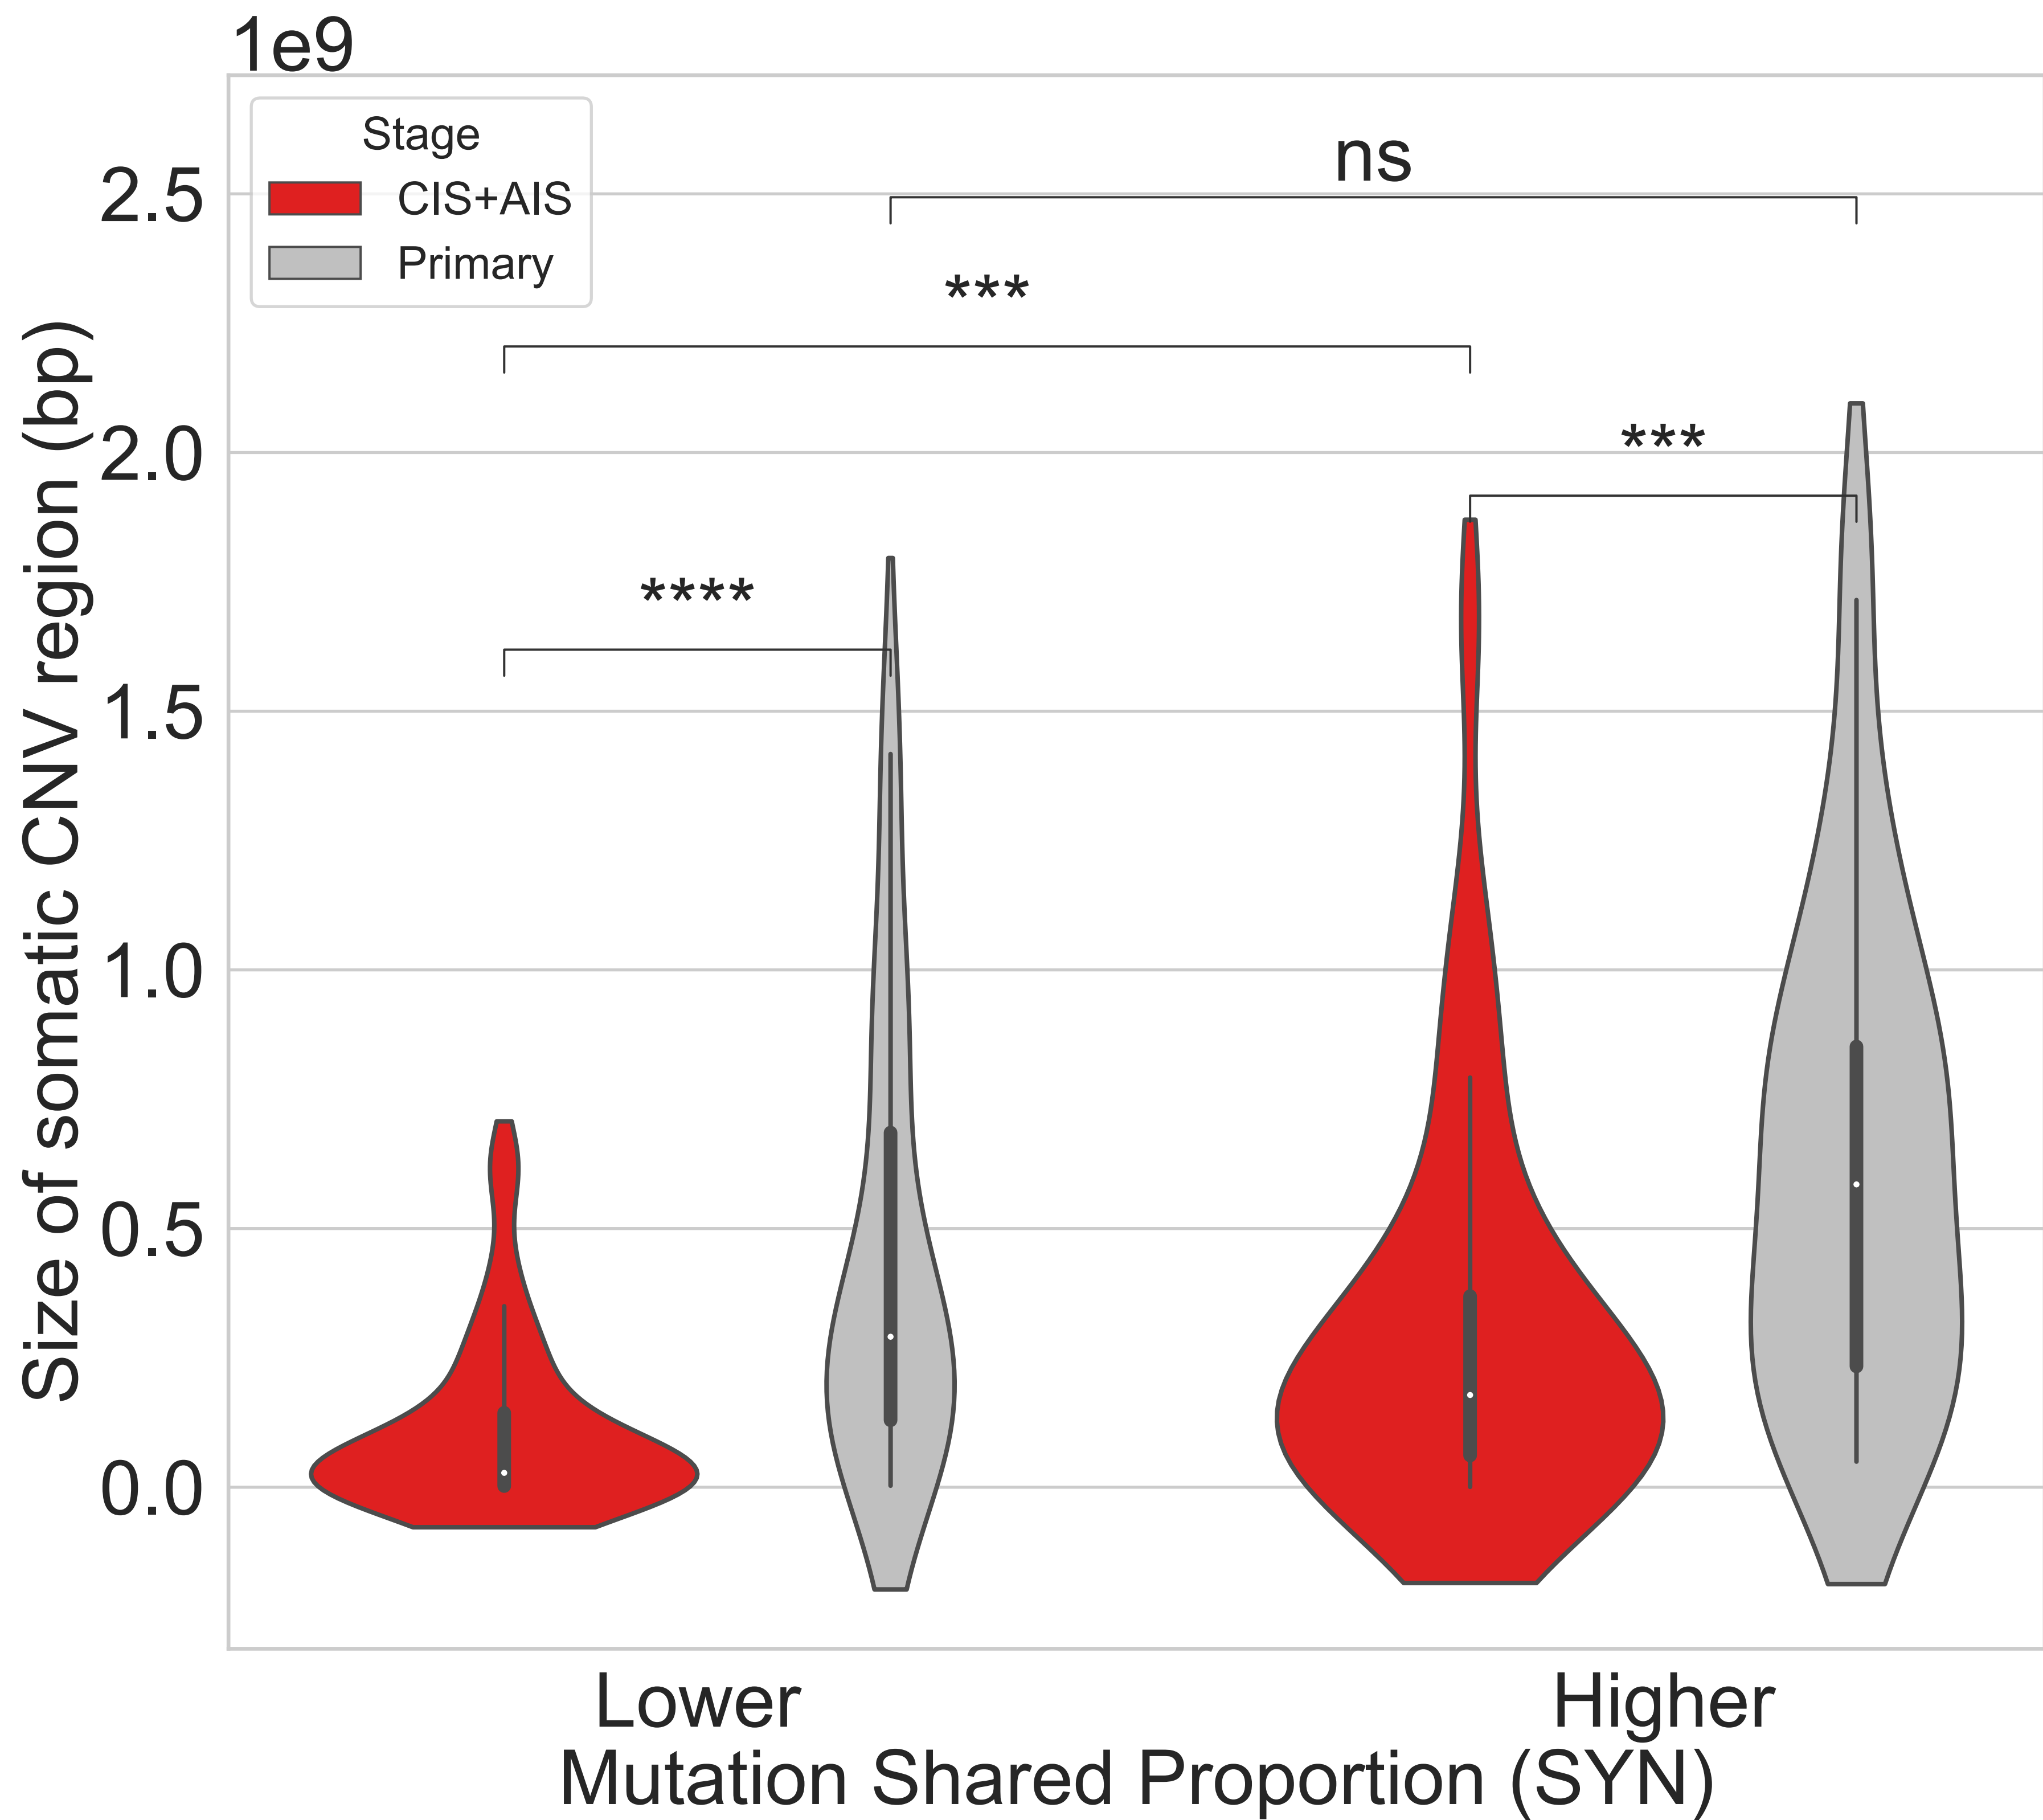 1e9
Stage
CIS+AIS
Primary
ns
***
***
****
2.5
2.0
1.5
1.0
0.5
0.0
Size of somatic CNV region (bp)
Lower
Higher
Mutation Shared Proportion (SYN)